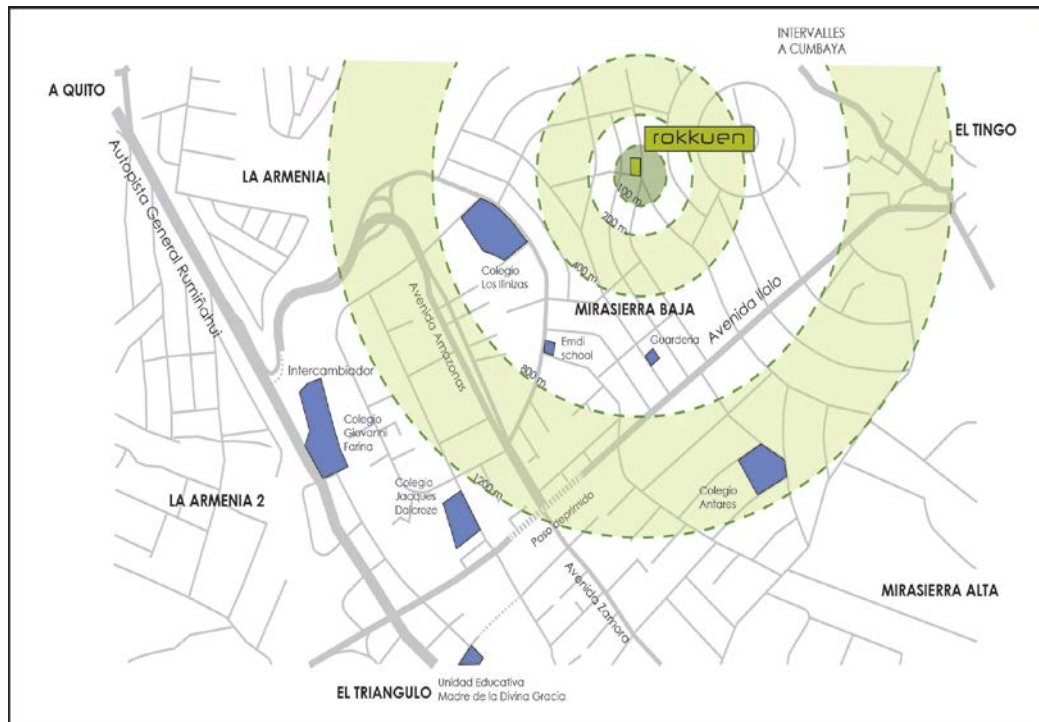 INTERVALLES
A CUMBAYA
A QUITO
EL TINGO
rokkuen
LA ARMENIA
Autopista General Rumiñahui
100 m.
200 m.
400 m.
800 m.
1200 m.
Colegio
Los Ilinizas
MIRASIERRA BAJA
Avenida Ilalo
Avenida Amazonas
Emdi
school
Guardería
Intercambiador
Colegio
Giovanni
Farina
Colegio
Jacques
Dalcroze
Colegio
Antares
LA ARMENIA 2
Paso deprimido
Avenida Zamora
MIRASIERRA ALTA
EL TRIANGULO
Unidad Educativa
Madre de la Divina Gracia